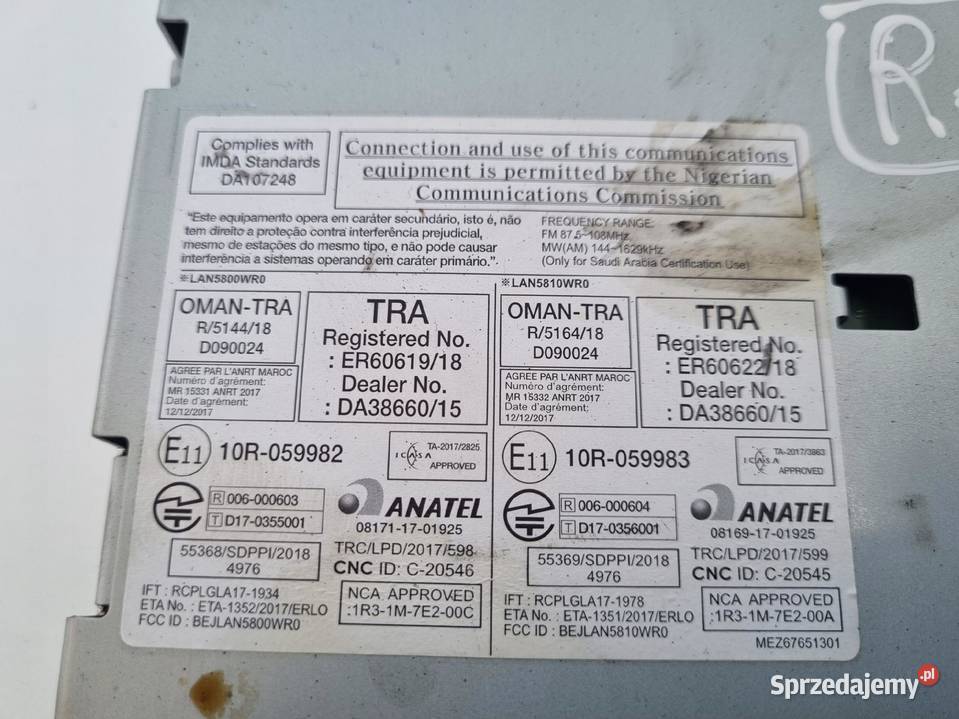 R
Complies with
IMDA Standards
DA107248
Connection and use of this communications
equipment is permitted by the Nigerian
Communications Commission
"Este equipamento opera em caráter secundário, isto é, não
tem direito a proteção contra interferência prejudicial,
mesmo de estações do mesmo tipo, e não pode causar
interferência a sistemas operando em caráter primário.".
FREQUENCY RANGE:
FM 87.5~108MHz,
MW(AM) 144~1629kHz
(Only for Saudi Arabia Certification Use)
※LAN5800WR0
OMAN-TRA
R/5144/18
D090024
TRA
Registered No.
: ER60619/18
Dealer No.
: DA38660/15
AGREE PAR L'ANRT MAROC
Numéro d'agrément:
MR 15331 ANRT 2017
Date d'agrément:
12/12/2017
E11 10R-059982
ICASA TA-2017/2825
APPROVED
R 006-000603
T D17-0355001
ANATEL
08171-17-01925
55368/SDPPI/2018
4976
TRC/LPD/2017/598
CNC ID: C-20546
IFT : RCPLGLA17-1934
ETA No. : ETA-1352/2017/ERLO
FCC ID : BEJLAN5800WR0
NCA APPROVED
:1R3-1M-7E2-00C
※LAN5810WR0
OMAN-TRA
R/5164/18
D090024
TRA
Registered No.
: ER60622/18
Dealer No.
: DA38660/15
AGREE PAR L'ANRT MAROC
Numéro d'agrément:
MR 15332 ANRT 2017
Date d'agrément:
12/12/2017
E11 10R-059983
ICASA TA-2017/3863
APPROVED
R 006-000604
T D17-0356001
ANATEL
08169-17-01925
55369/SDPPI/2018
4976
TRC/LPD/2017/599
CNC ID: C-20545
IFT : RCPLGLA17-1978
ETA No. : ETA-1351/2017/ERLO
FCC ID : BEJLAN5810WR0
NCA APPROVED
:1R3-1M-7E2-00A
MEZ67651301
Sprzedajemy.pl